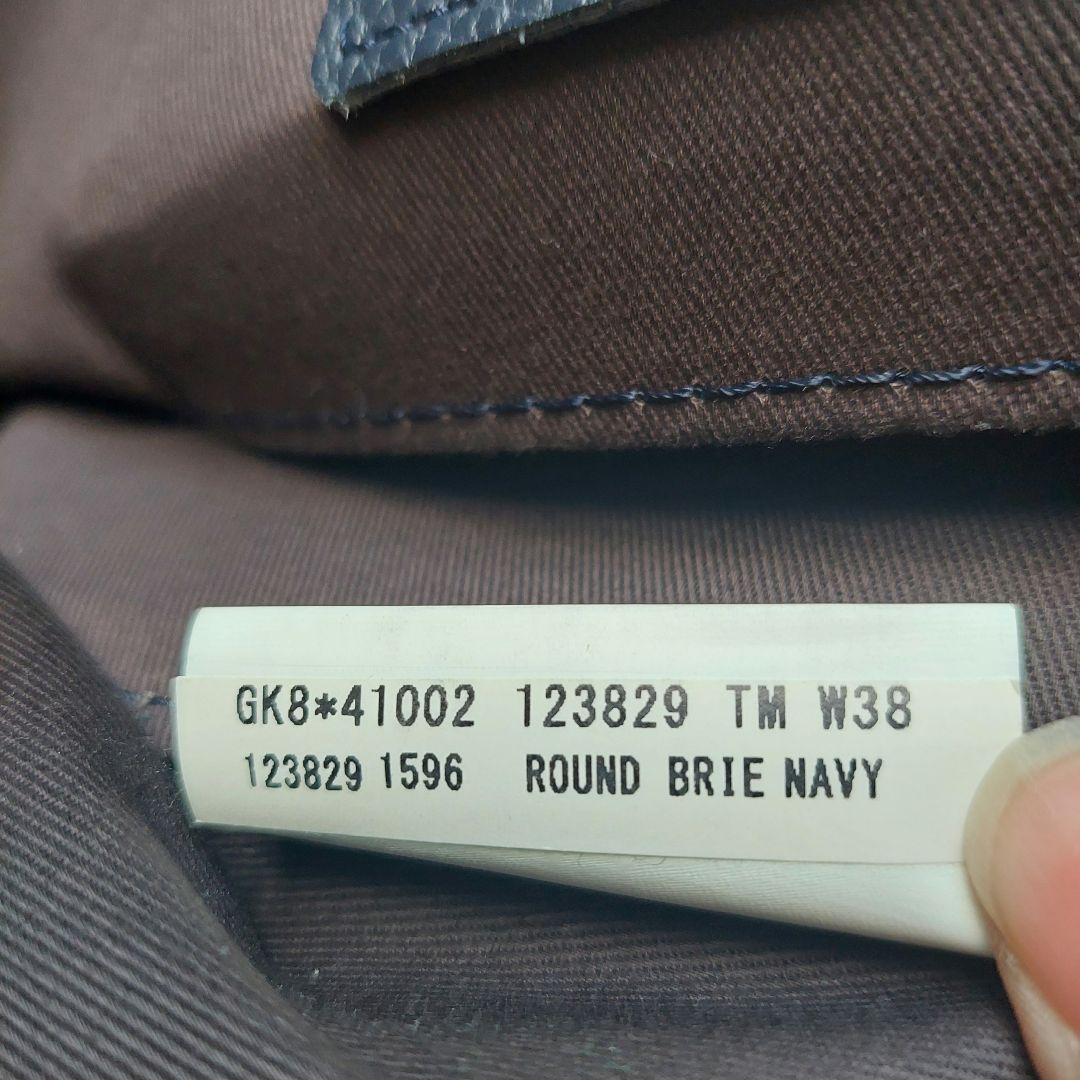 GK8*41002 123829 TM W38
123829 1596 ROUND BRIE NAVY